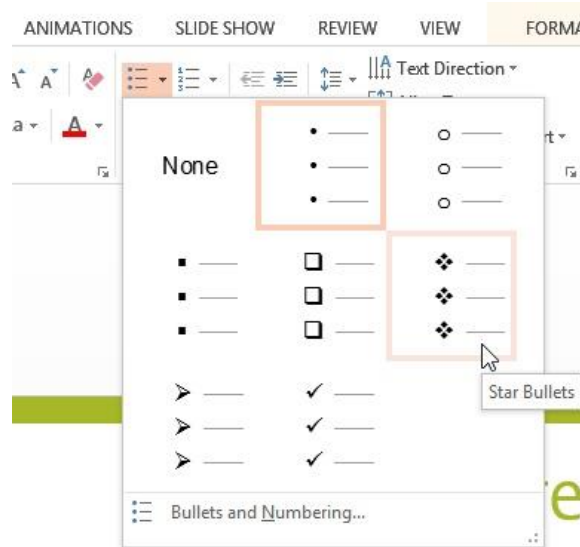 ANIMATIONS SLIDE SHOW REVIEW VIEW FORMA
A A Text Direction
a A
None
Star Bullets
Bullets and Numbering...
e